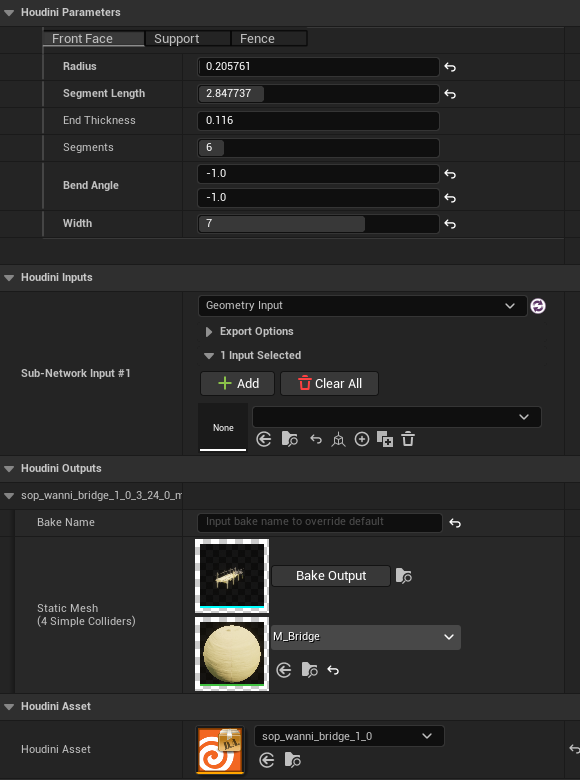 Houdini Parameters
Front Face Support Fence
Radius 0.205761
Segment Length 2.847737
End Thickness 0.116
Segments 6
-1.0
Bend Angle
-1.0
Width 7
Houdini Inputs
Geometry Input
Export Options
1 Input Selected
Sub-Network Input #1
Add Clear All
None
Houdini Outputs
sop_wanni_bridge_1_0_3_24_0_m
Bake Name Input bake name to override default
Bake Output
Static Mesh
(4 Simple Colliders)
M_Bridge
Houdini Asset
sop_wanni_bridge_1_0
Houdini Asset